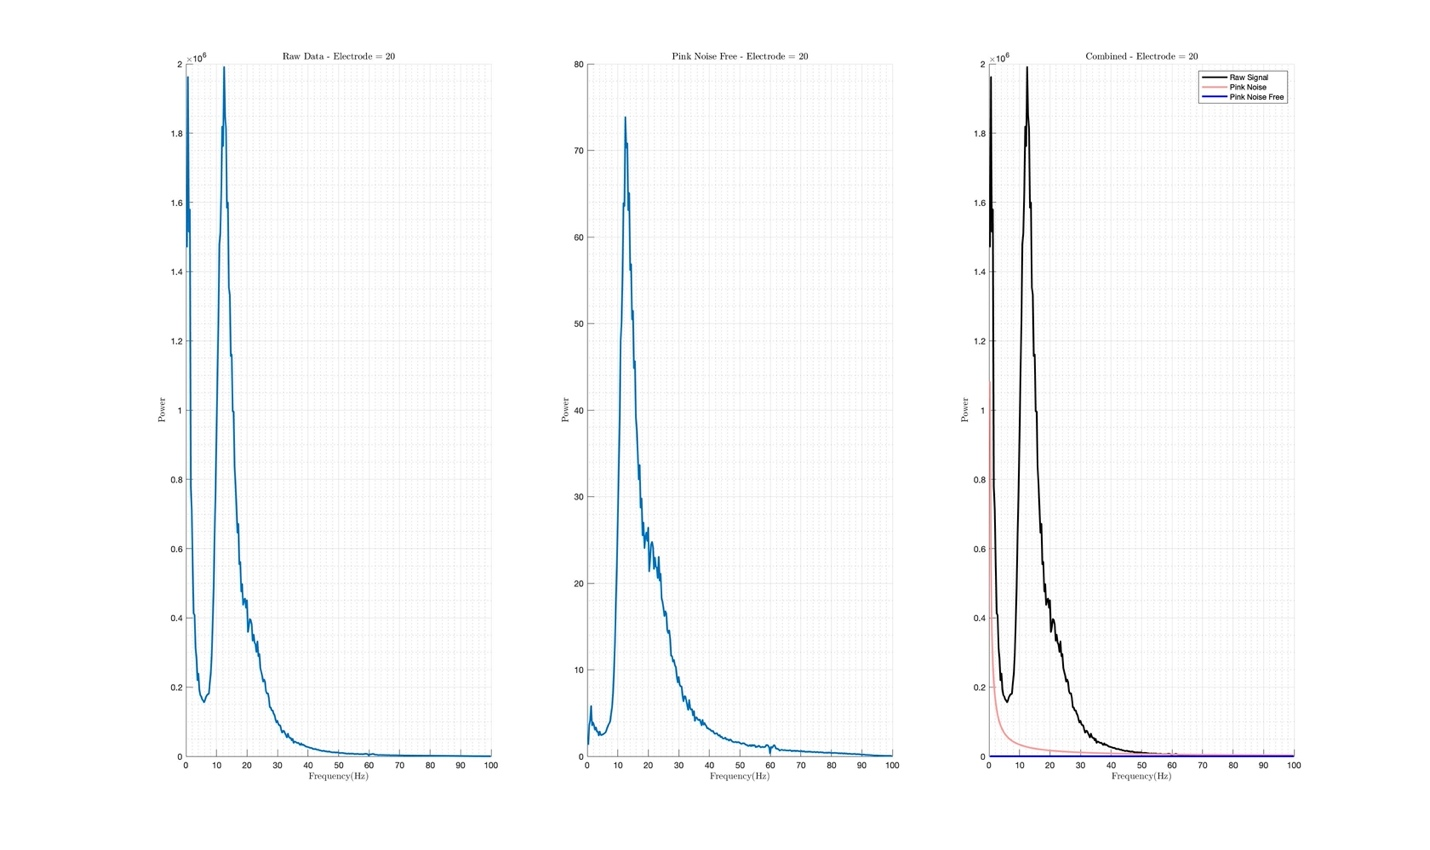 Raw Data - Electrode = 20
×10⁶
2
1.8
1.6
1.4
1.2
1
0.8
0.6
0.4
0.2
0
Power
0 10 20 30 40 50 60 70 80 90 100
Frequency(Hz)
Pink Noise Free - Electrode = 20
80
70
60
50
40
30
20
10
0
Power
0 10 20 30 40 50 60 70 80 90 100
Frequency(Hz)
Combined - Electrode = 20
×10⁶
Raw Signal
Pink Noise
Pink Noise Free
2
1.8
1.6
1.4
1.2
1
0.8
0.6
0.4
0.2
0
Power
0 10 20 30 40 50 60 70 80 90 100
Frequency(Hz)